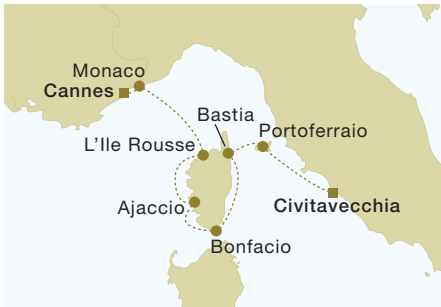 Monaco
Cannes
Bastia
Portoferraio
L'Ile Rousse
Ajaccio
Civitavecchia
Bonfacio